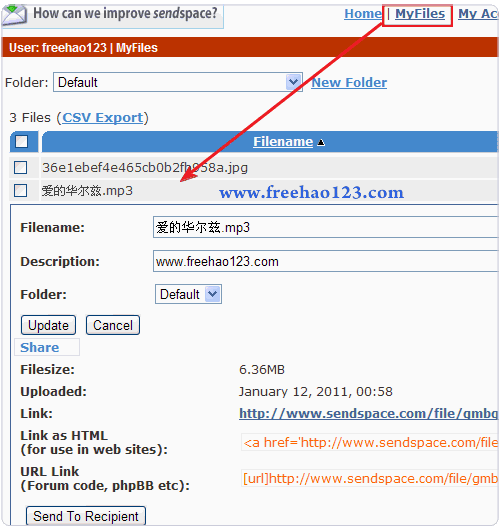 How can we improve sendspace?
Home | MyFiles My Ac
User: freehao123 | MyFiles
Folder: Default New Folder
3 Files (CSV Export)
Filename
36e1ebef4e465cb0b2fb958a.jpg
爱的华尔兹.mp3 www.freehao123.com
Filename: 爱的华尔兹.mp3
Description: www.freehao123.com
Folder: Default
Update Cancel
Share
Filesize: 6.36MB
Uploaded: January 12, 2011, 00:58
Link: http://www.sendspace.com/file/qmbq
Link as HTML
(for use in web sites): <a href='http://www.sendspace.com/file
URL Link
(Forum code, phpBB etc): [url]http://www.sendspace.com/file/gmb
Send To Recipient